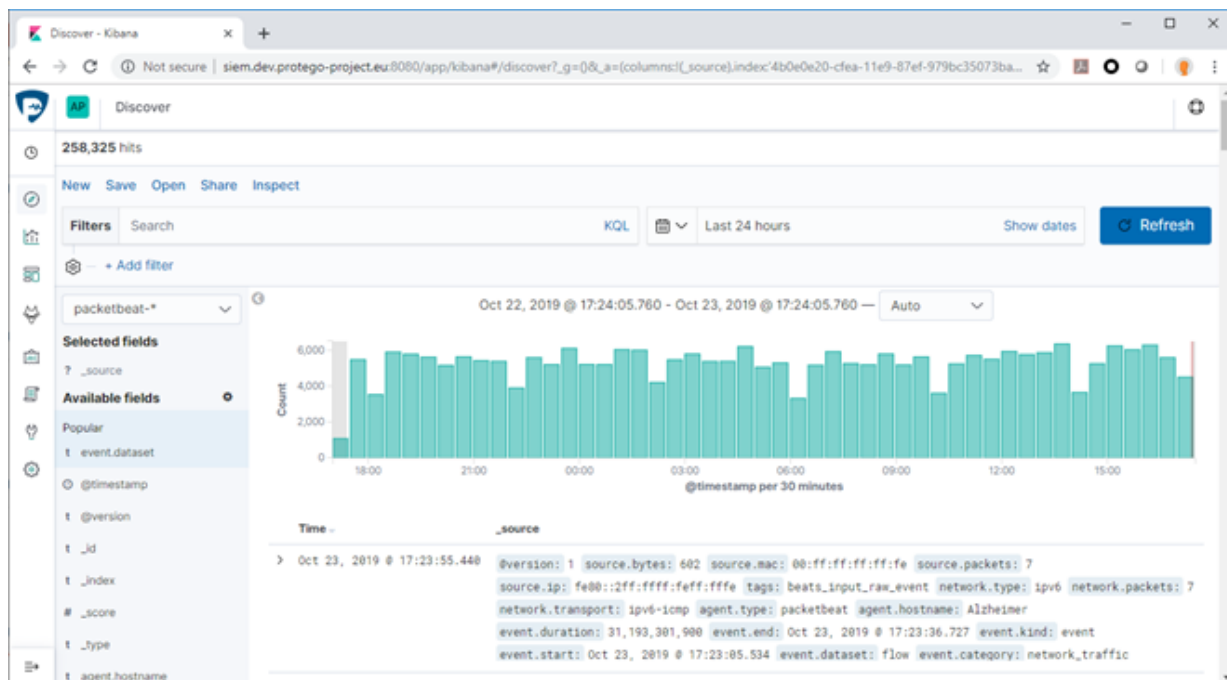 Discover - Kibana
Not secure | siem.dev.protego-project.eu:8080/app/kibana#/discover?_g=()&_a=(columns:!(_source),index:'4b0e0e20-cfea-11e9-87ef-979bc35073ba...
AP Discover
258,325 hits
New Save Open Share Inspect
Filters Search KQL Last 24 hours Show dates Refresh
+ Add filter
packetbeat-*
Oct 22, 2019 @ 17:24:05.760 - Oct 23, 2019 @ 17:24:05.760 — Auto
Selected fields
? _source
Available fields
Popular
t event.dataset
@timestamp
t @version
t _id
t _index
# _score
t _type
t agent.hostname
Count
6,000
4,000
2,000
0
18:00 21:00 00:00 03:00 06:00 09:00 12:00 15:00
@timestamp per 30 minutes
Time _source
Oct 23, 2019 @ 17:23:55.440
@version: 1 source.bytes: 602 source.mac: 00:ff:ff:ff:ff:fe source.packets: 7
source.ip: fe80::2ff:ffff:feff:fffe tags: beats_input_raw_event network.type: ipv6 network.packets: 7
network.transport: ipv6-icmp agent.type: packetbeat agent.hostname: Alzheimer
event.duration: 31,193,301,900 event.end: Oct 23, 2019 @ 17:23:36.727 event.kind: event
event.start: Oct 23, 2019 @ 17:23:05.534 event.dataset: flow event.category: network_traffic